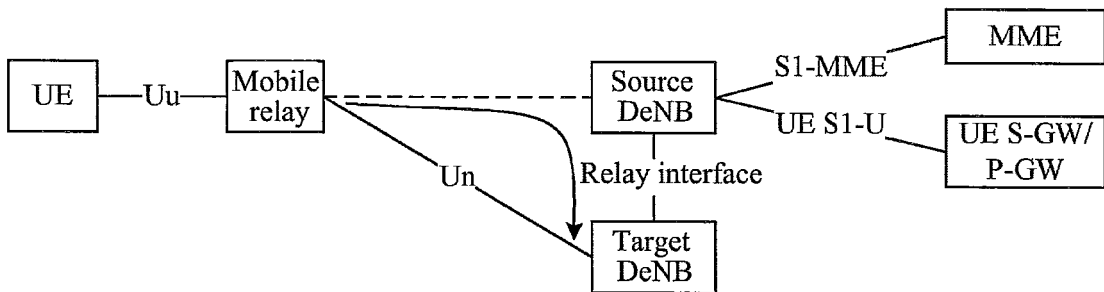 UE
Uu
Mobile
relay
Un
Source
DeNB
Relay interface
Target
DeNB
S1-MME
UE S1-U
MME
UE S-GW/
P-GW